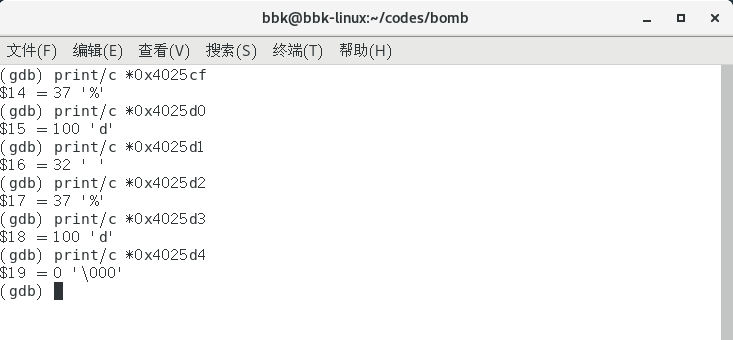 bbk@bbk-linux:~/codes/bomb
文件(F) 编辑(E) 查看(V) 搜索(S) 终端(T) 帮助(H)
(gdb) print/c *0x4025cf
$14 = 37 '%'
(gdb) print/c *0x4025d0
$15 = 100 'd'
(gdb) print/c *0x4025d1
$16 = 32 ' '
(gdb) print/c *0x4025d2
$17 = 37 '%'
(gdb) print/c *0x4025d3
$18 = 100 'd'
(gdb) print/c *0x4025d4
$19 = 0 '\000'
(gdb)